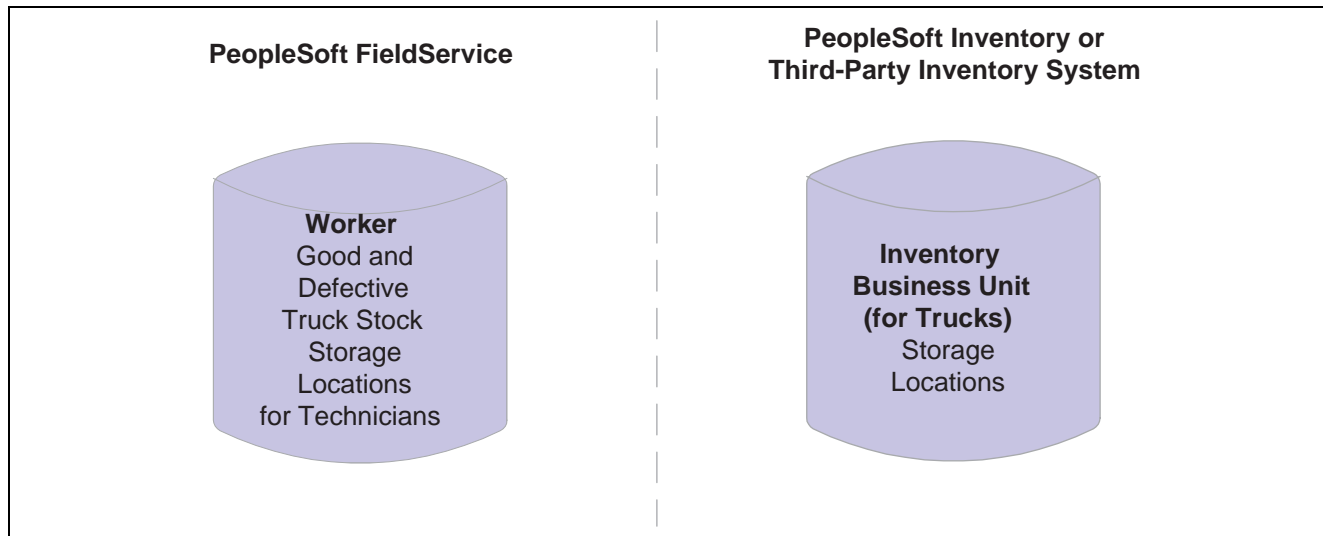 PeopleSoft FieldService
PeopleSoft Inventory or
Third-Party Inventory System
Worker
Good and
Defective
Truck Stock
Storage
Locations
for Technicians
Inventory
Business Unit
(for Trucks)
Storage
Locations